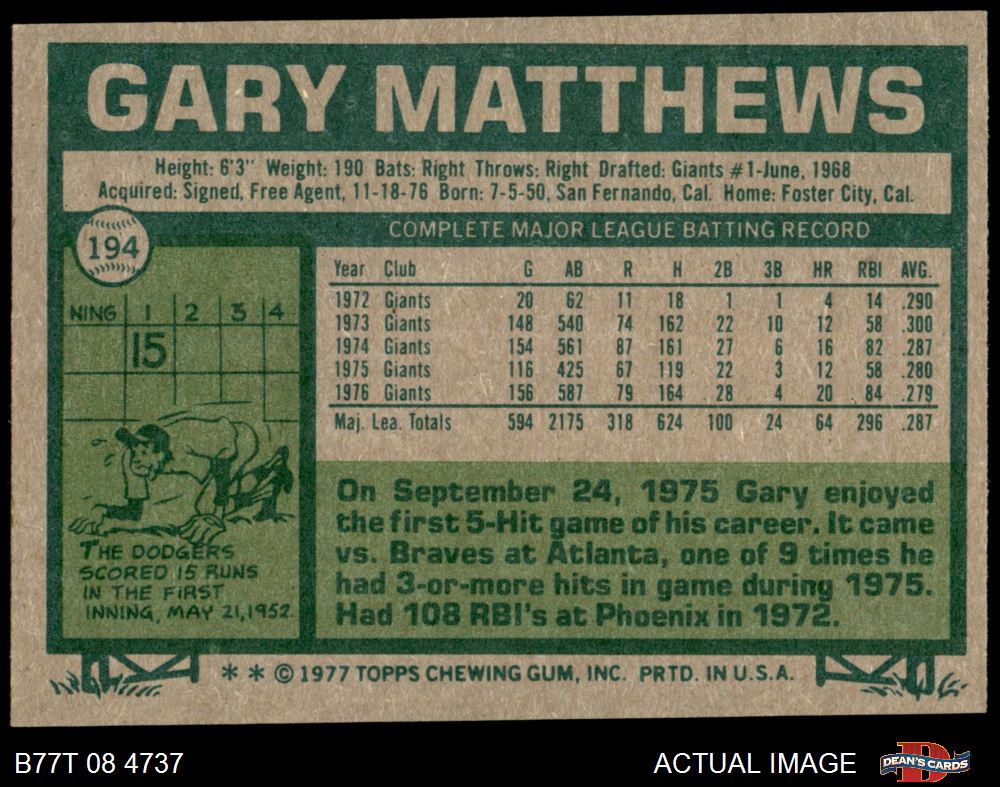 GARY MATTHEWS
Height: 6'3" Weight: 190 Bats: Right Throws: Right Drafted: Giants #1-June, 1968
Acquired: Signed, Free Agent, 11-18-76 Born: 7-5-50, San Fernando, Cal. Home: Foster City, Cal.
194
COMPLETE MAJOR LEAGUE BATTING RECORD
Year Club G AB R H 2B 3B HR RBI AVG.
1972 Giants 20 62 11 18 1 1 4 14 .290
1973 Giants 148 540 74 162 22 10 12 58 .300
1974 Giants 154 561 87 161 27 6 16 82 .287
1975 Giants 116 425 67 119 22 3 12 58 .280
1976 Giants 156 587 79 164 28 4 20 84 .279
Maj. Lea. Totals 594 2175 318 624 100 24 64 296 .287
NING 1 2 3 4
15
THE DODGERS
SCORED 15 RUNS
IN THE FIRST
INNING, MAY 21, 1952.
On September 24, 1975 Gary enjoyed
the first 5-Hit game of his career. It came
vs. Braves at Atlanta, one of 9 times he
had 3-or-more hits in game during 1975.
Had 108 RBI's at Phoenix in 1972.
* * © 1977 TOPPS CHEWING GUM, INC. PRTD. IN U.S.A.
B77T 08 4737
ACTUAL IMAGE
D
DEAN'S CARDS